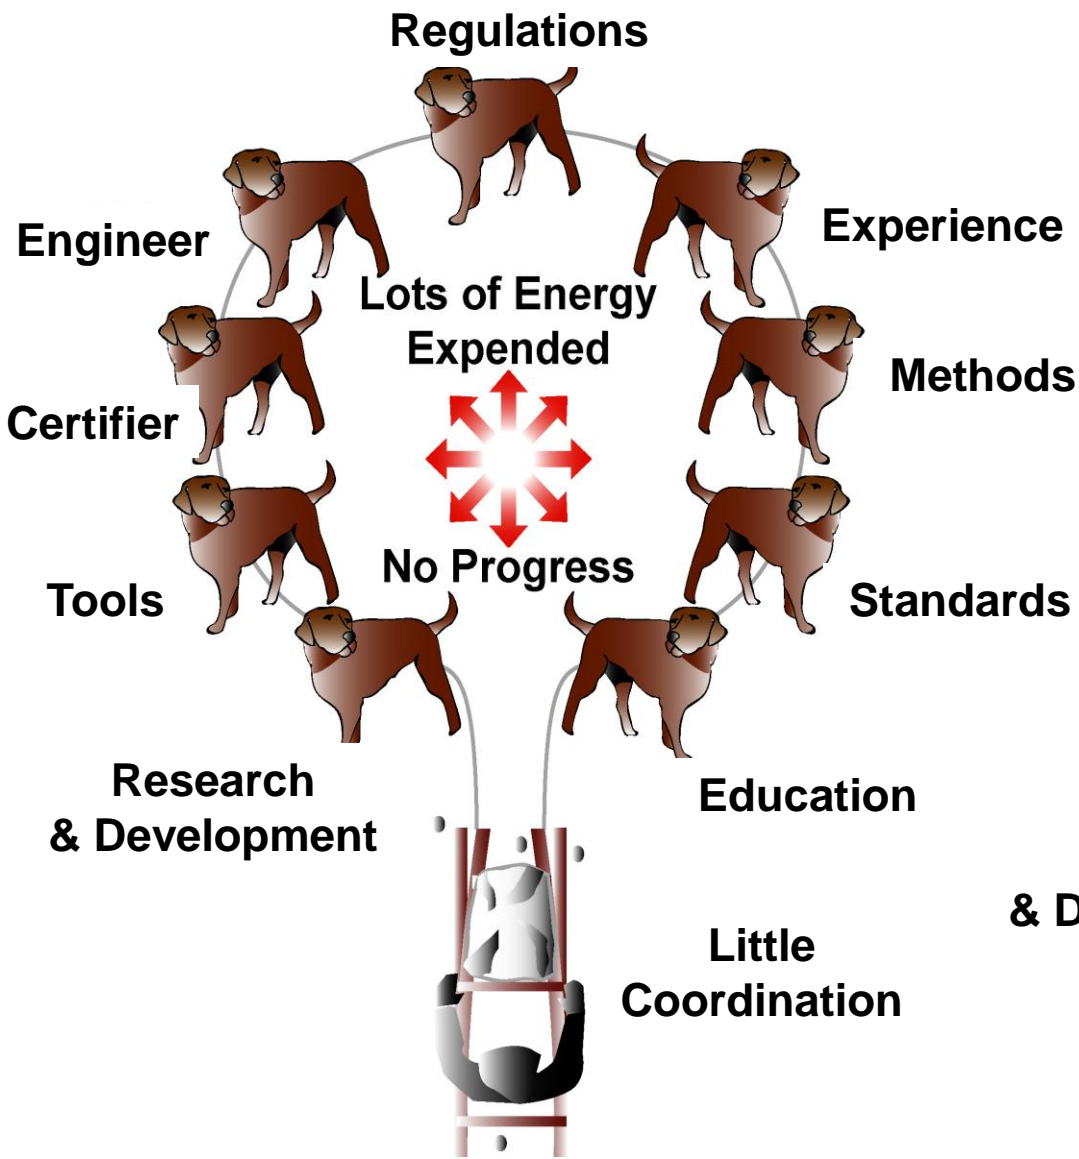 Regulations
Engineer
Experience
Lots of Energy
Expended
Methods
Certifier
No Progress
Tools
Standards
Research
& Development
Education
& D
Little
Coordination